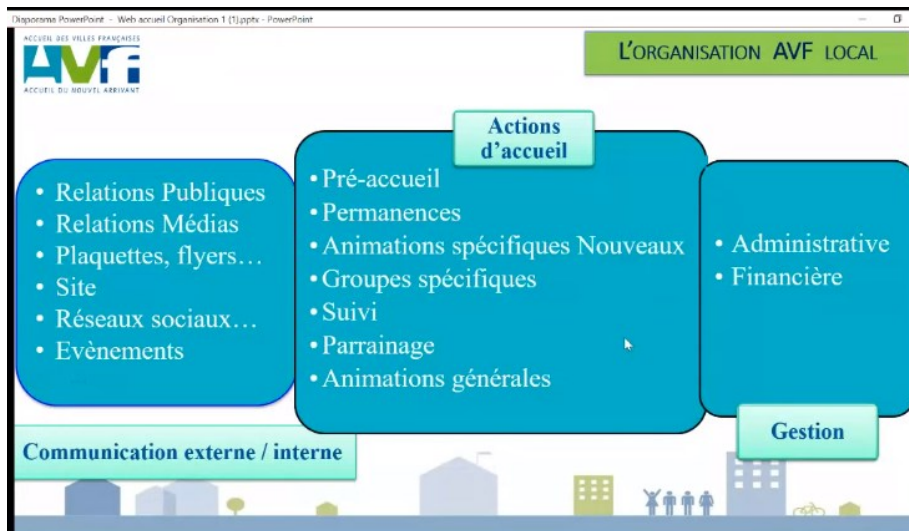 Diaporama PowerPoint - Web accueil Organisation 1 (1).pptx - PowerPoint
ACCUEIL DES VILLES FRANÇAISES
AVF
ACCUEIL DU NOUVEL ARRIVANT
L'ORGANISATION AVF LOCAL
Actions
d'accueil
• Relations Publiques
• Relations Médias
• Plaquettes, flyers…
• Site
• Réseaux sociaux…
• Evènements
• Pré-accueil
• Permanences
• Animations spécifiques Nouveaux
• Groupes spécifiques
• Suivi
• Parrainage
• Animations générales
• Administrative
• Financière
Communication externe / interne
Gestion